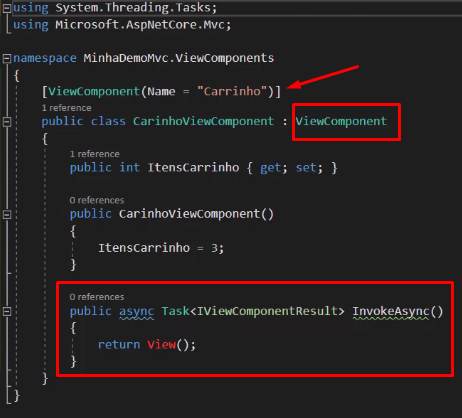 using System.Threading.Tasks;
using Microsoft.AspNetCore.Mvc;
namespace MinhaDemoMvc.ViewComponents
{
[ViewComponent(Name = "Carrinho")]
1 reference
public class CarinhoViewComponent : ViewComponent
{
1 reference
public int ItensCarrinho { get; set; }
0 references
public CarinhoViewComponent()
{
ItensCarrinho = 3;
}
0 references
public async Task<IViewComponentResult> InvokeAsync()
{
return View();
}
}
}